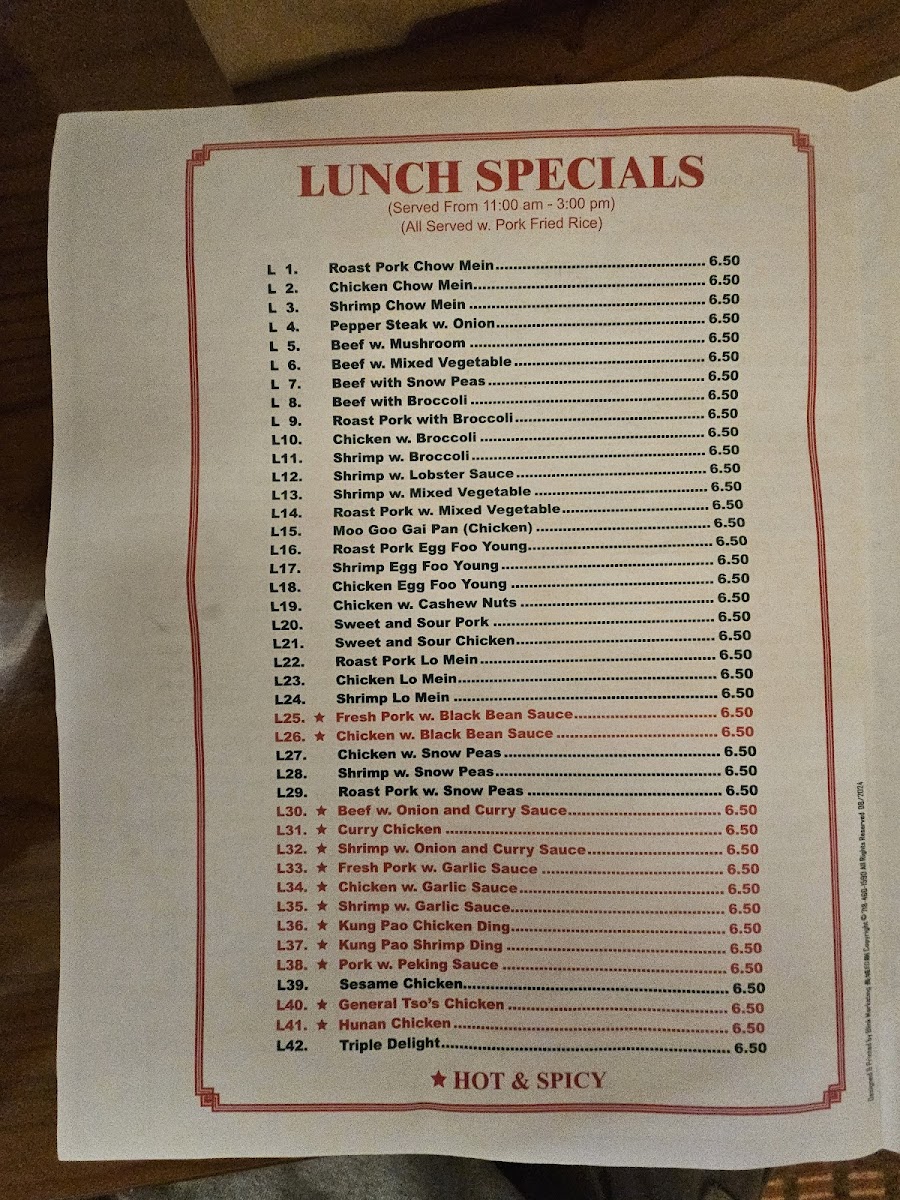 LUNCH SPECIALS
(Served From 11:00 am - 3:00 pm)
(All Served w. Pork Fried Rice)
L 1. Roast Pork Chow Mein 6.50
L 2. Chicken Chow Mein 6.50
L 3. Shrimp Chow Mein 6.50
L 4. Pepper Steak w. Onion 6.50
L 5. Beef w. Mushroom 6.50
L 6. Beef w. Mixed Vegetable 6.50
L 7. Beef with Snow Peas 6.50
L 8. Beef with Broccoli 6.50
L 9. Roast Pork with Broccoli 6.50
L10. Chicken w. Broccoli 6.50
L11. Shrimp w. Broccoli 6.50
L12. Shrimp w. Lobster Sauce 6.50
L13. Shrimp w. Mixed Vegetable 6.50
L14. Roast Pork w. Mixed Vegetable 6.50
L15. Moo Goo Gai Pan (Chicken) 6.50
L16. Roast Pork Egg Foo Young 6.50
L17. Shrimp Egg Foo Young 6.50
L18. Chicken Egg Foo Young 6.50
L19. Chicken w. Cashew Nuts 6.50
L20. Sweet and Sour Pork 6.50
L21. Sweet and Sour Chicken 6.50
L22. Roast Pork Lo Mein 6.50
L23. Chicken Lo Mein 6.50
L24. Shrimp Lo Mein 6.50
L25. ★ Fresh Pork w. Black Bean Sauce 6.50
L26. ★ Chicken w. Black Bean Sauce 6.50
L27. Chicken w. Snow Peas 6.50
L28. Shrimp w. Snow Peas 6.50
L29. Roast Pork w. Snow Peas 6.50
L30. ★ Beef w. Onion and Curry Sauce 6.50
L31. ★ Curry Chicken 6.50
L32. ★ Shrimp w. Onion and Curry Sauce 6.50
L33. ★ Fresh Pork w. Garlic Sauce 6.50
L34. ★ Chicken w. Garlic Sauce 6.50
L35. ★ Shrimp w. Garlic Sauce 6.50
L36. ★ Kung Pao Chicken Ding 6.50
L37. ★ Kung Pao Shrimp Ding 6.50
L38. ★ Pork w. Peking Sauce 6.50
L39. Sesame Chicken 6.50
L40. ★ General Tso's Chicken 6.50
L41. ★ Hunan Chicken 6.50
L42. Triple Delight 6.50
★ HOT & SPICY
Designed & Printed by Marketing Copyright © 718-460-1590 All Rights Reserved 08/2024